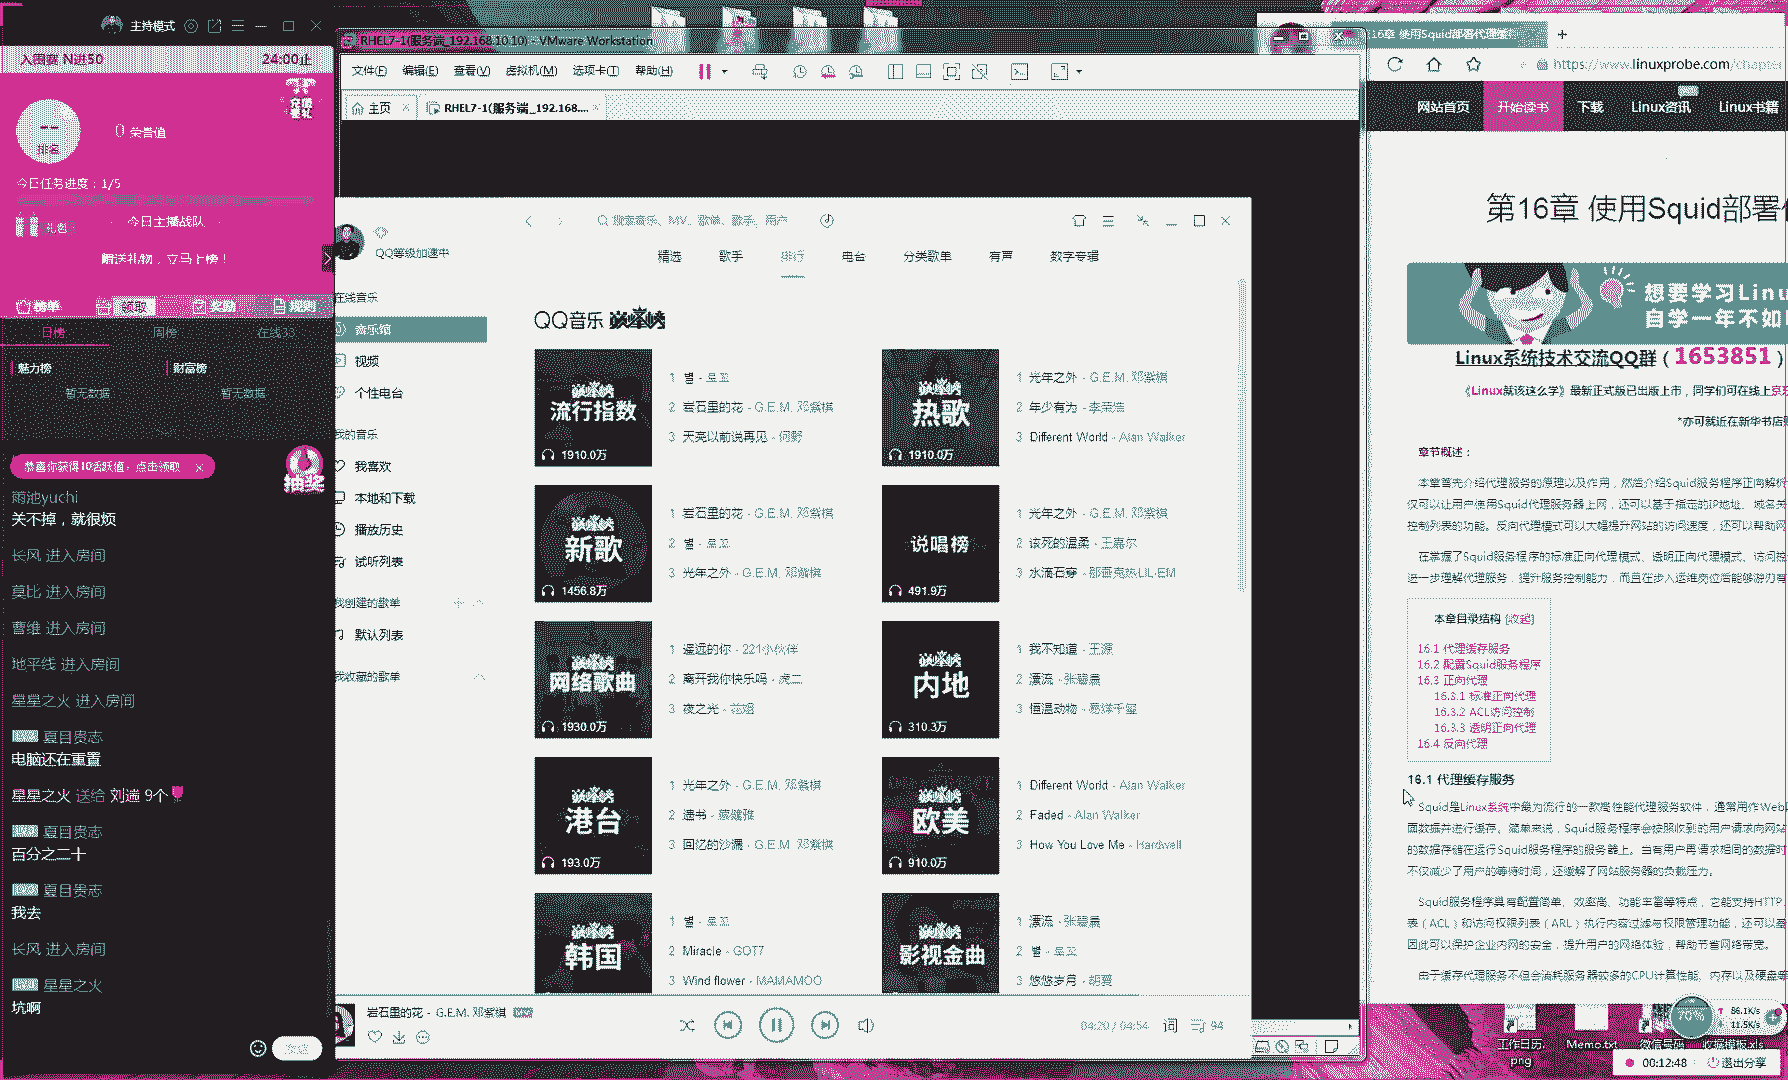 主持模式
入围赛 N进50 24:00止
排名
0 荣誉值
今日任务进度：1/5
礼包 今日主播战队
赠送礼物，立马上榜！
榜单 领取 奖励 规则
日榜 周榜 在线33
魅力榜 财富榜
暂无数据 暂无数据
恭喜你获得10活跃值，点击领取
抽奖
雨池yuchi
关不掉，就很烦
长风 进入房间
莫比 进入房间
曹维 进入房间
地平线 进入房间
星星之火 进入房间
夏目贵志
电脑还在重置
星星之火 送给 刘遄 9个
夏目贵志
百分之二十
夏目贵志
我去
长风 进入房间
星星之火
坑啊
发送
RHEL7-1(服务端_192.168.10.10) - VMware Workstation
文件(F) 编辑(E) 查看(V) 虚拟机(M) 选项卡(T) 帮助(H)
主页 RHEL7-1(服务端_192.168....
搜索音乐、MV、歌单、歌手、用户
QQ等级加速中
精选 歌手 排行 电台 分类歌单 有声 数字专辑
在线音乐
音乐馆
视频
个性电台
我的音乐
我喜欢
本地和下载
播放历史
试听列表
我创建的歌单
默认列表
我收藏的歌单
QQ音乐 巅峰榜
巅峰榜
流行指数
1910.0万
2 岩石里的花 - G.E.M. 邓紫棋
3 天亮以前说再见 - 何野
巅峰榜
热歌
1910.0万
1 光年之外 - G.E.M. 邓紫棋
2 年少有为 - 李荣浩
3 Different World - Alan Walker
巅峰榜
新歌
1456.8万
1 岩石里的花 - G.E.M. 邓紫棋
3 光年之外 - G.E.M. 邓紫棋
说唱榜
491.9万
1 光年之外 - G.E.M. 邓紫棋
2 该死的温柔 - 王嘉尔
3 水滴石穿
巅峰榜
网络歌曲
1930.0万
1 遥远的你 - 221小伙伴
2 离开我你快乐吗 - 虎二
3 夜之光 - 花姐
巅峰榜
内地
310.3万
1 我不知道 - 王源
2 漂流 - 张碧晨
3 恒温动物 - 易烊千玺
巅峰榜
港台
193.0万
1 光年之外 - G.E.M. 邓紫棋
2 遗书 - 蔡健雅
3 回忆的沙漏 - G.E.M. 邓紫棋
巅峰榜
欧美
910.0万
1 Different World - Alan Walker
2 Faded - Alan Walker
3 How You Love Me - Hardwell
巅峰榜
韩国
2 Miracle - GOT7
3 Wind flower - MAMAMOO
巅峰榜
影视金曲
1 漂流 - 张碧晨
3 悠悠岁月 - 胡夏
岩石里的花 - G.E.M. 邓紫棋 MV
04:20 / 04:54 词 94
第16章 使用Squid部署代理缓存
https://www.linuxprobe.com/chapter
网站首页 开始读书 下载 Linux资讯 Linux书籍
第16章 使用Squid部署
想要学习Linu
自学一年不如
Linux系统技术交流QQ群（1653851）
《Linux就该这么学》最新正式版已出版上市，同学们可在线上京东
*亦可就近在新华书店
章节概述：
本章首先介绍代理服务的原理以及作用，然后介绍Squid服务程序正向解析
仅可以让用户使用Squid代理服务器上网，还可以基于指定的IP地址、域名关
控制列表的功能。反向代理模式可以大幅提升网站的访问速度，还可以帮助网
在掌握了Squid服务程序的标准正向代理模式、透明正向代理模式、访问控
进一步理解代理服务，提升服务控制能力，而且在步入运维岗位后能够游刃有
本章目录结构 [收起]
16.1 代理缓存服务
16.2 配置Squid服务程序
16.3 正向代理
16.3.1 标准正向代理
16.3.2 ACL访问控制
16.3.3 透明正向代理
16.4 反向代理
16.1 代理缓存服务
Squid是Linux系统中最为流行的一款高性能代理服务软件，通常用作Web
面数据并进行缓存。简单来说，Squid服务程序会按照收到的用户请求向网站
的数据存储在运行Squid服务程序的服务器上。当有用户再请求相同的数据时
不仅减少了用户的等待时间，还缓解了网站服务器的负载压力。
Squid服务程序具有配置简单、效率高、功能丰富等特点，它能支持HTTP、
表（ACL）和访问权限列表（ARL）执行内容过滤与权限管理功能，还可以基
因此可以保护企业内网的安全，提升用户的网络体验，帮助节省网络带宽。
由于缓存代理服务不但会消耗服务器较多的CPU计算性能、内存以及硬盘等
70% 86.1K/s
11.5K/s
工作日历.png Memo.txt 微信号码 收据模板.xls
00:12:48 退出分享